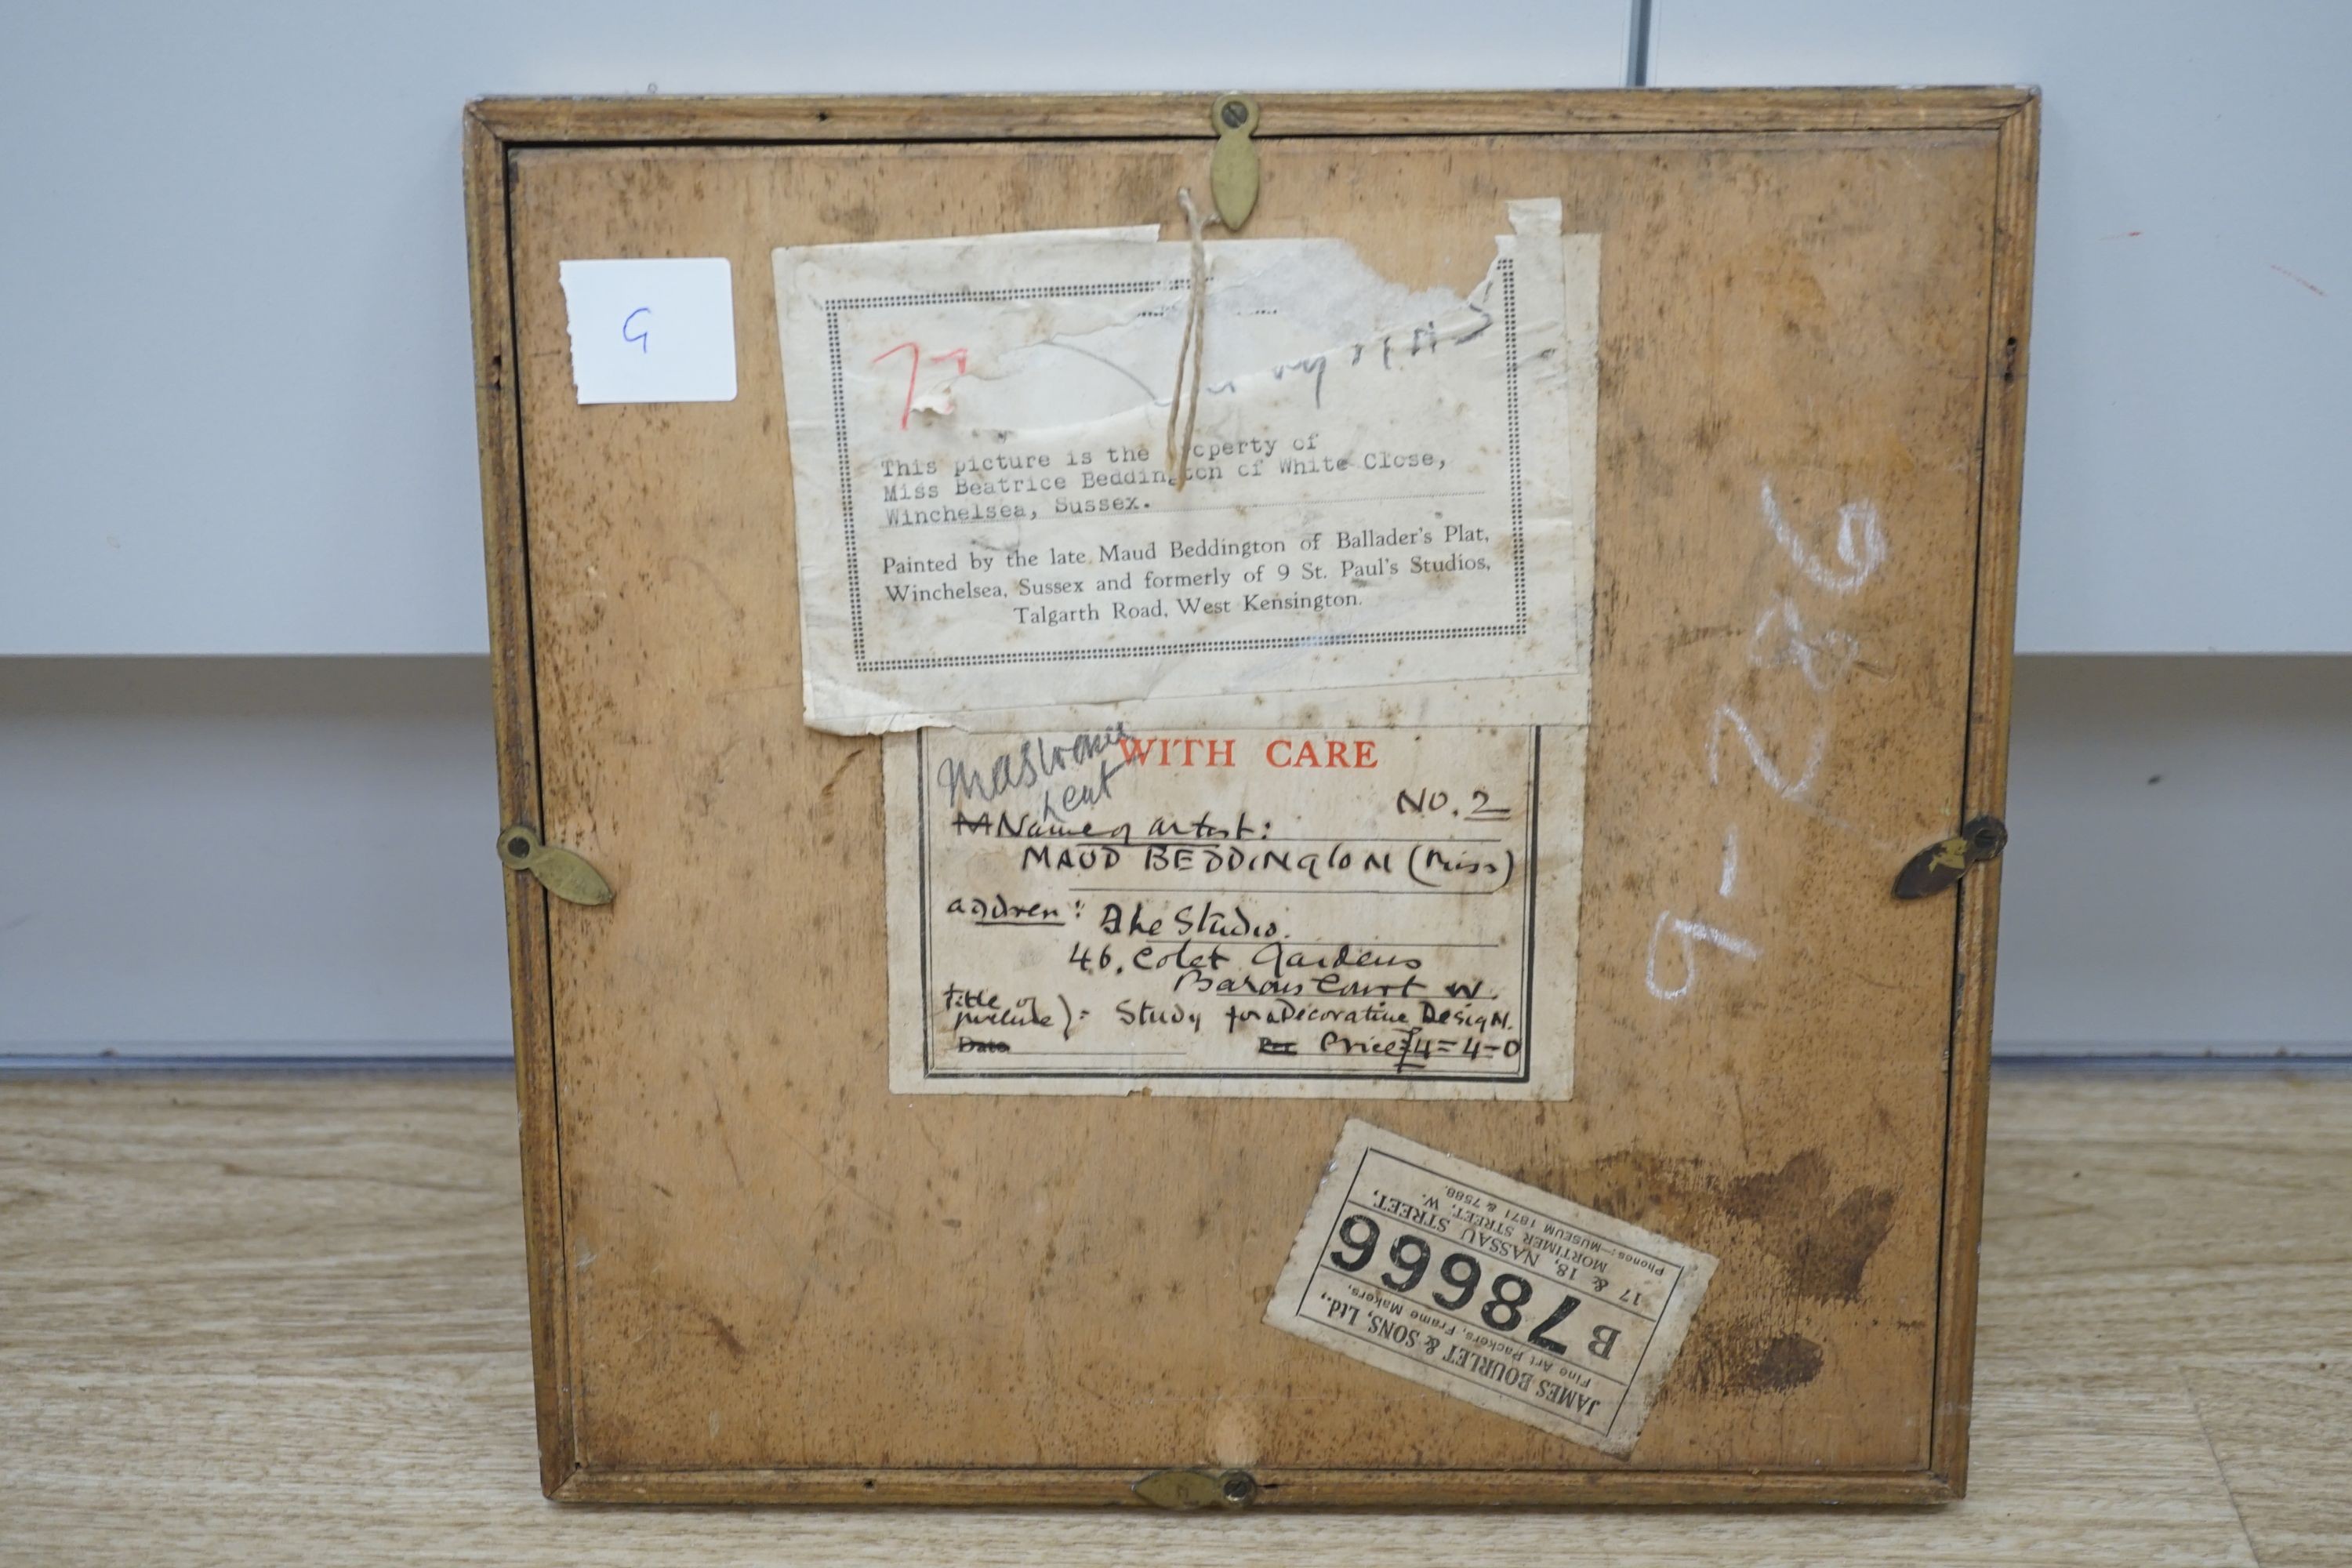 G
This picture is the property of
Miss Beatrice Beddington of White Close,
Winchelsea, Sussex.
Painted by the late Maud Beddington of Ballader's Plat,
Winchelsea, Sussex and formerly of 9 St. Paul's Studios,
Talgarth Road, West Kensington.
WITH CARE
Lent
NO. 2
Name of artist:
MAUD BEDDINGTON (Miss)
address: The Studio.
46, Colet Gardens
Barons Court W.
Title of
picture): Study for a Decorative Design.
Date
Price £4=4-0
9-286
JAMES BOURLET & SONS, Ltd.,
Fine Art Packers, Frame Makers,
B 78666
17 & 18, NASSAU STREET,
MORTIMER STREET, W.
Phones:—MUSEUM 1871 & 7588.